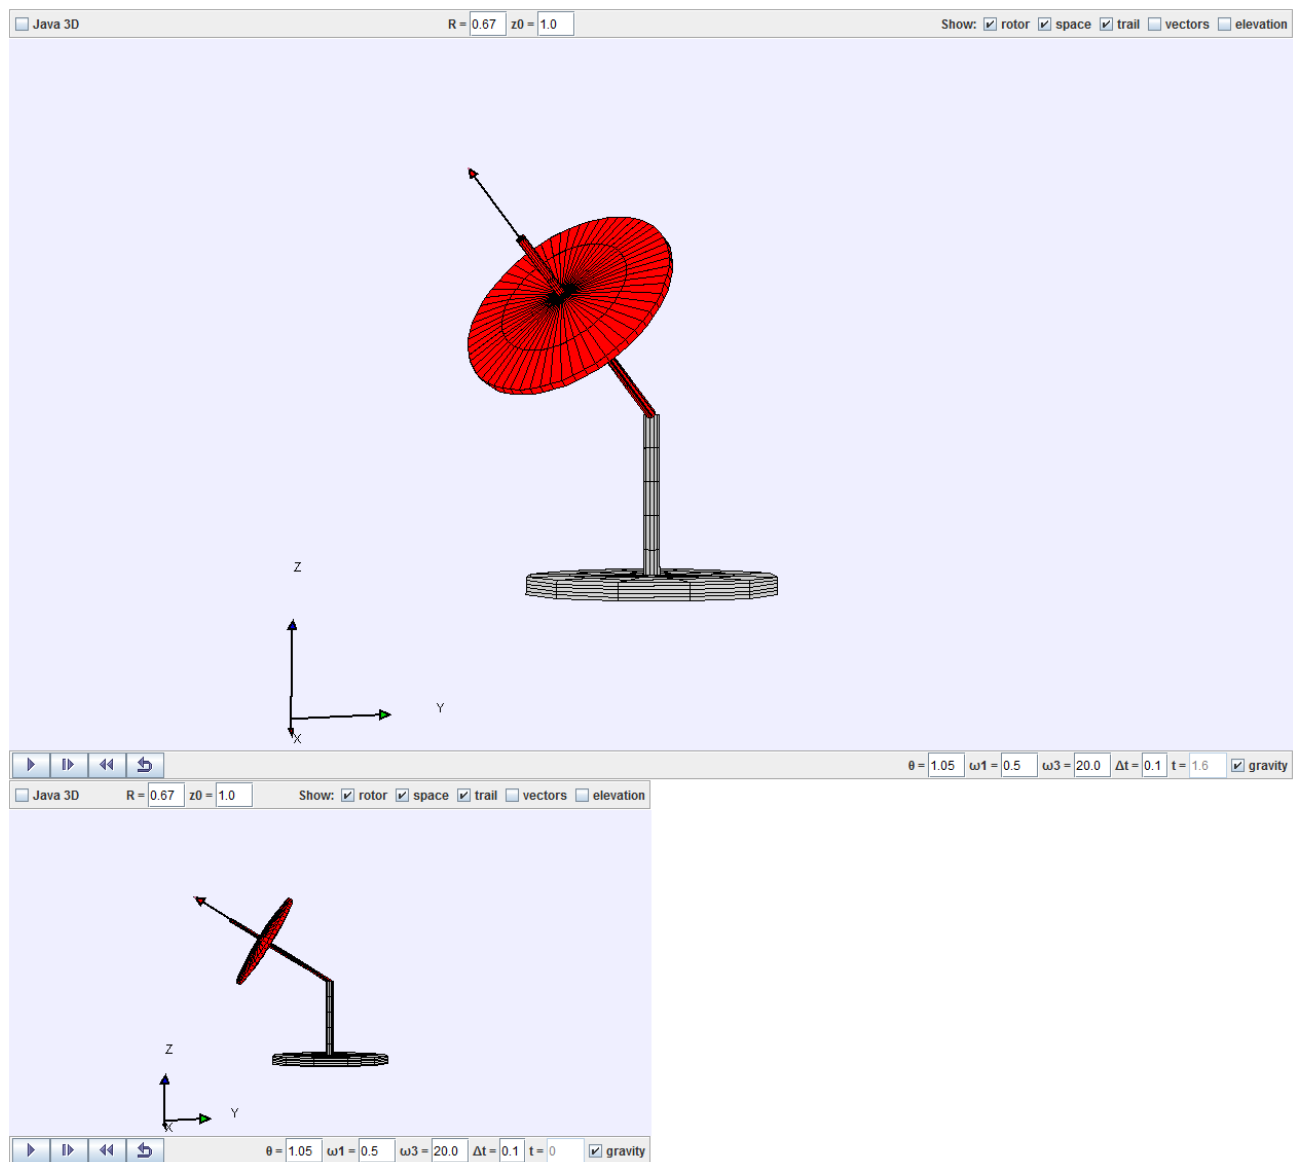 Java 3D R = 0.67 z0 = 1.0 Show: rotor space trail vectors elevation
Z
Y
X
θ = 1.05 ω1 = 0.5 ω3 = 20.0 Δt = 0.1 t = 1.6 gravity
Java 3D R = 0.67 z0 = 1.0 Show: rotor space trail vectors elevation
Z
Y
X
θ = 1.05 ω1 = 0.5 ω3 = 20.0 Δt = 0.1 t = 0 gravity